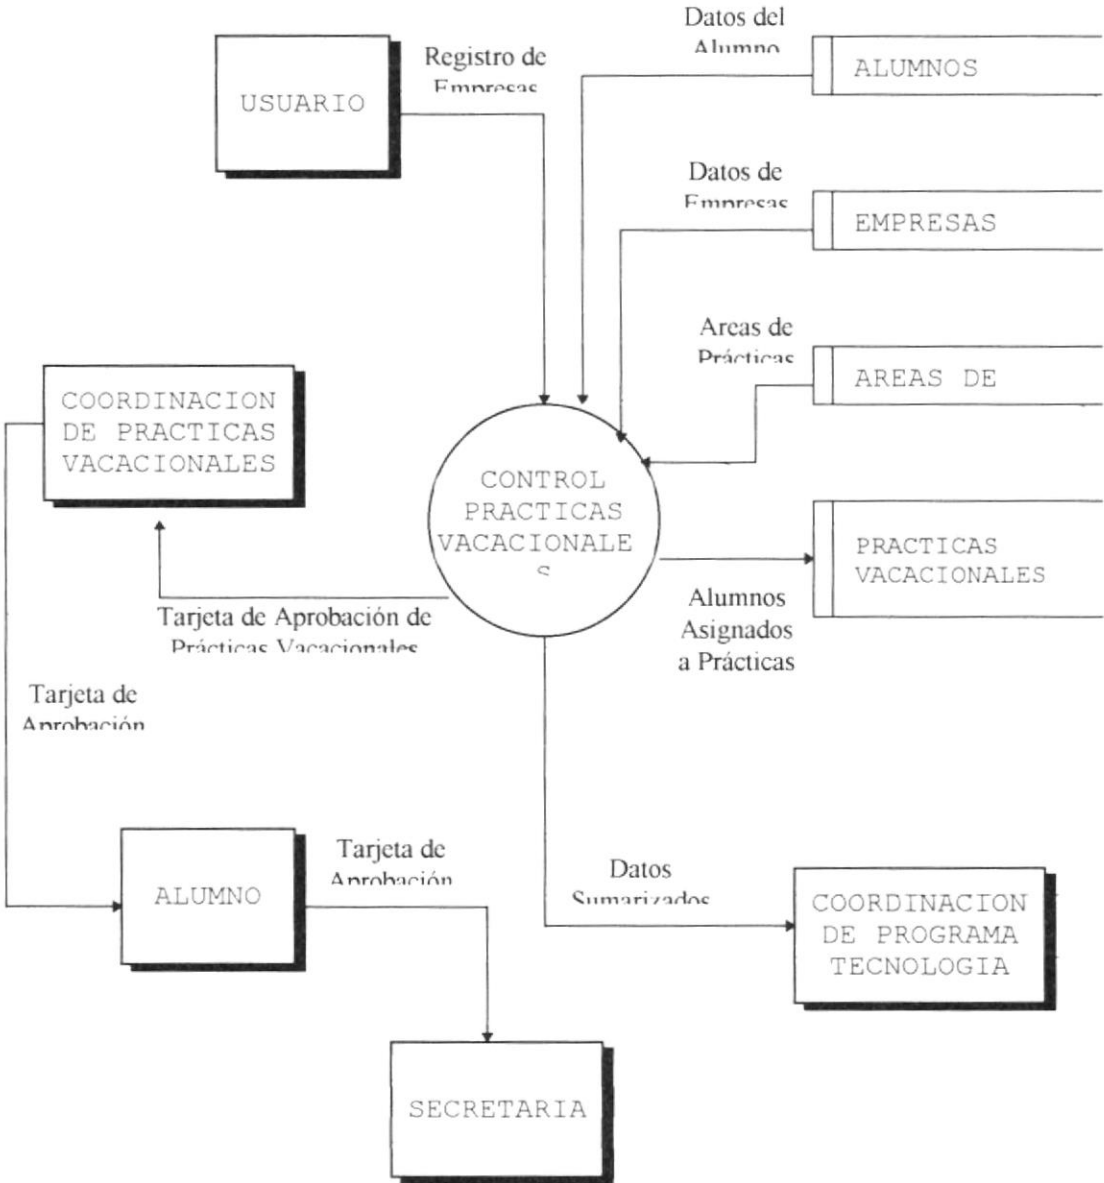 Datos del
Alumno
ALUMNOS
Registro de
Empresas
USUARIO
Datos de
Empresas
EMPRESAS
Areas de
Prácticas
AREAS DE
COORDINACION
DE PRACTICAS
VACACIONALES
CONTROL
PRACTICAS
VACACIONALE
S
PRACTICAS
VACACIONALES
Alumnos
Asignados
a Prácticas
Tarjeta de Aprobación de
Prácticas Vacacionales
Tarjeta de
Aprobación
ALUMNO
Tarjeta de
Aprobación
Datos
Sumarizados
COORDINACION
DE PROGRAMA
TECNOLOGIA
SECRETARIA